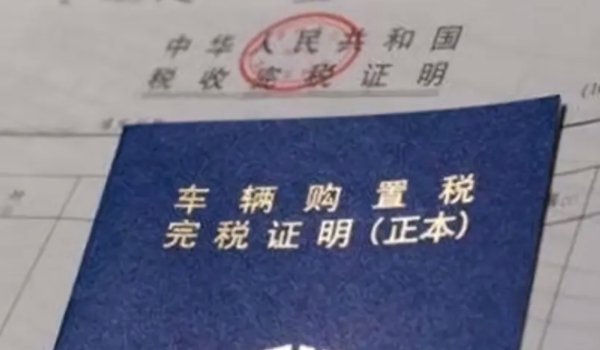 中华人民共和国
税收完税证明
车辆购置税
完税证明(正本)